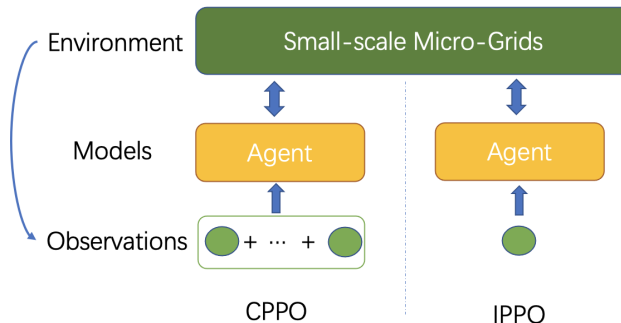 Environment
Small-scale Micro-Grids
Models
Agent
Agent
Observations
+ ... +
CPPO
IPPO